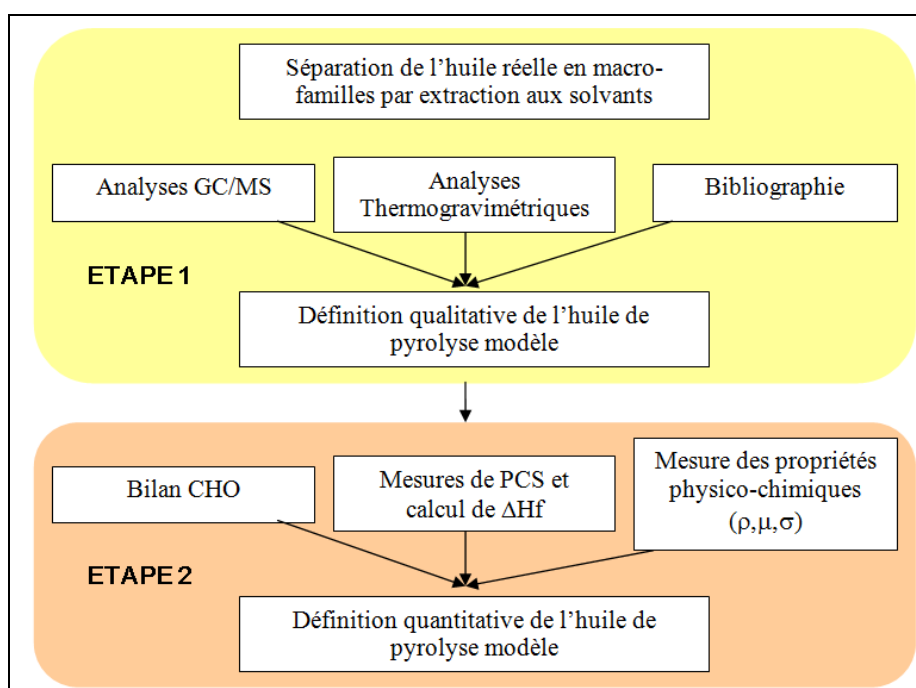 Séparation de l’huile réelle en macro-
familles par extraction aux solvants
Analyses GC/MS
Analyses
Thermogravimétriques
Bibliographie
ETAPE 1
Définition qualitative de l’huile de
pyrolyse modèle
Bilan CHO
Mesures de PCS et
calcul de ΔHf
Mesure des propriétés
physico-chimiques
(ρ,μ,σ)
ETAPE 2
Définition quantitative de l’huile de
pyrolyse modèle